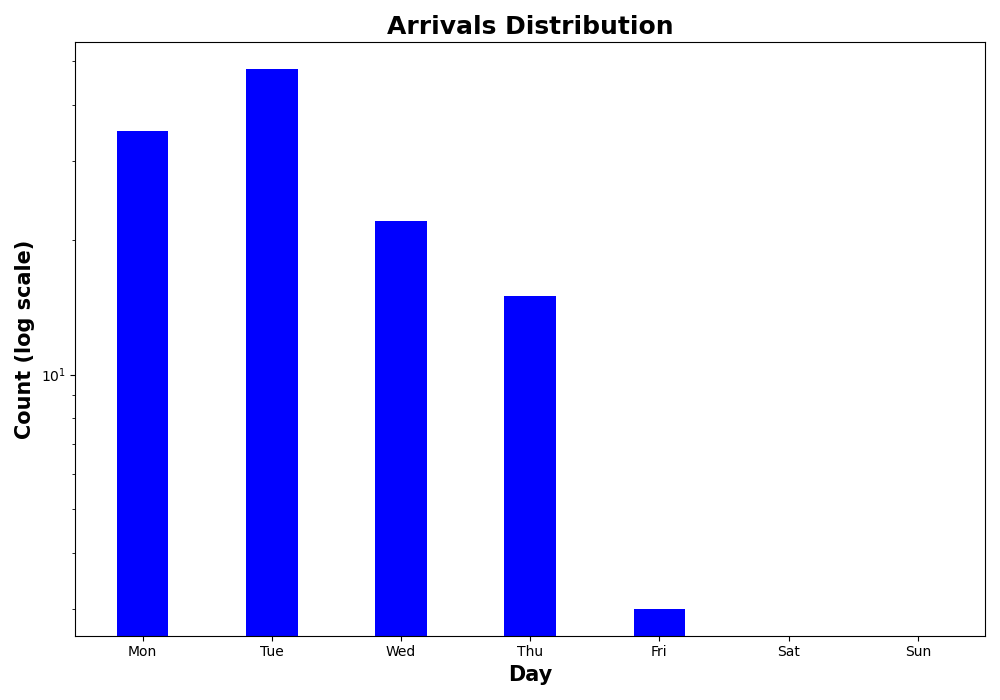 Arrivals Distribution
Count (log scale)
10¹
Mon Tue Wed Thu Fri Sat Sun
Day